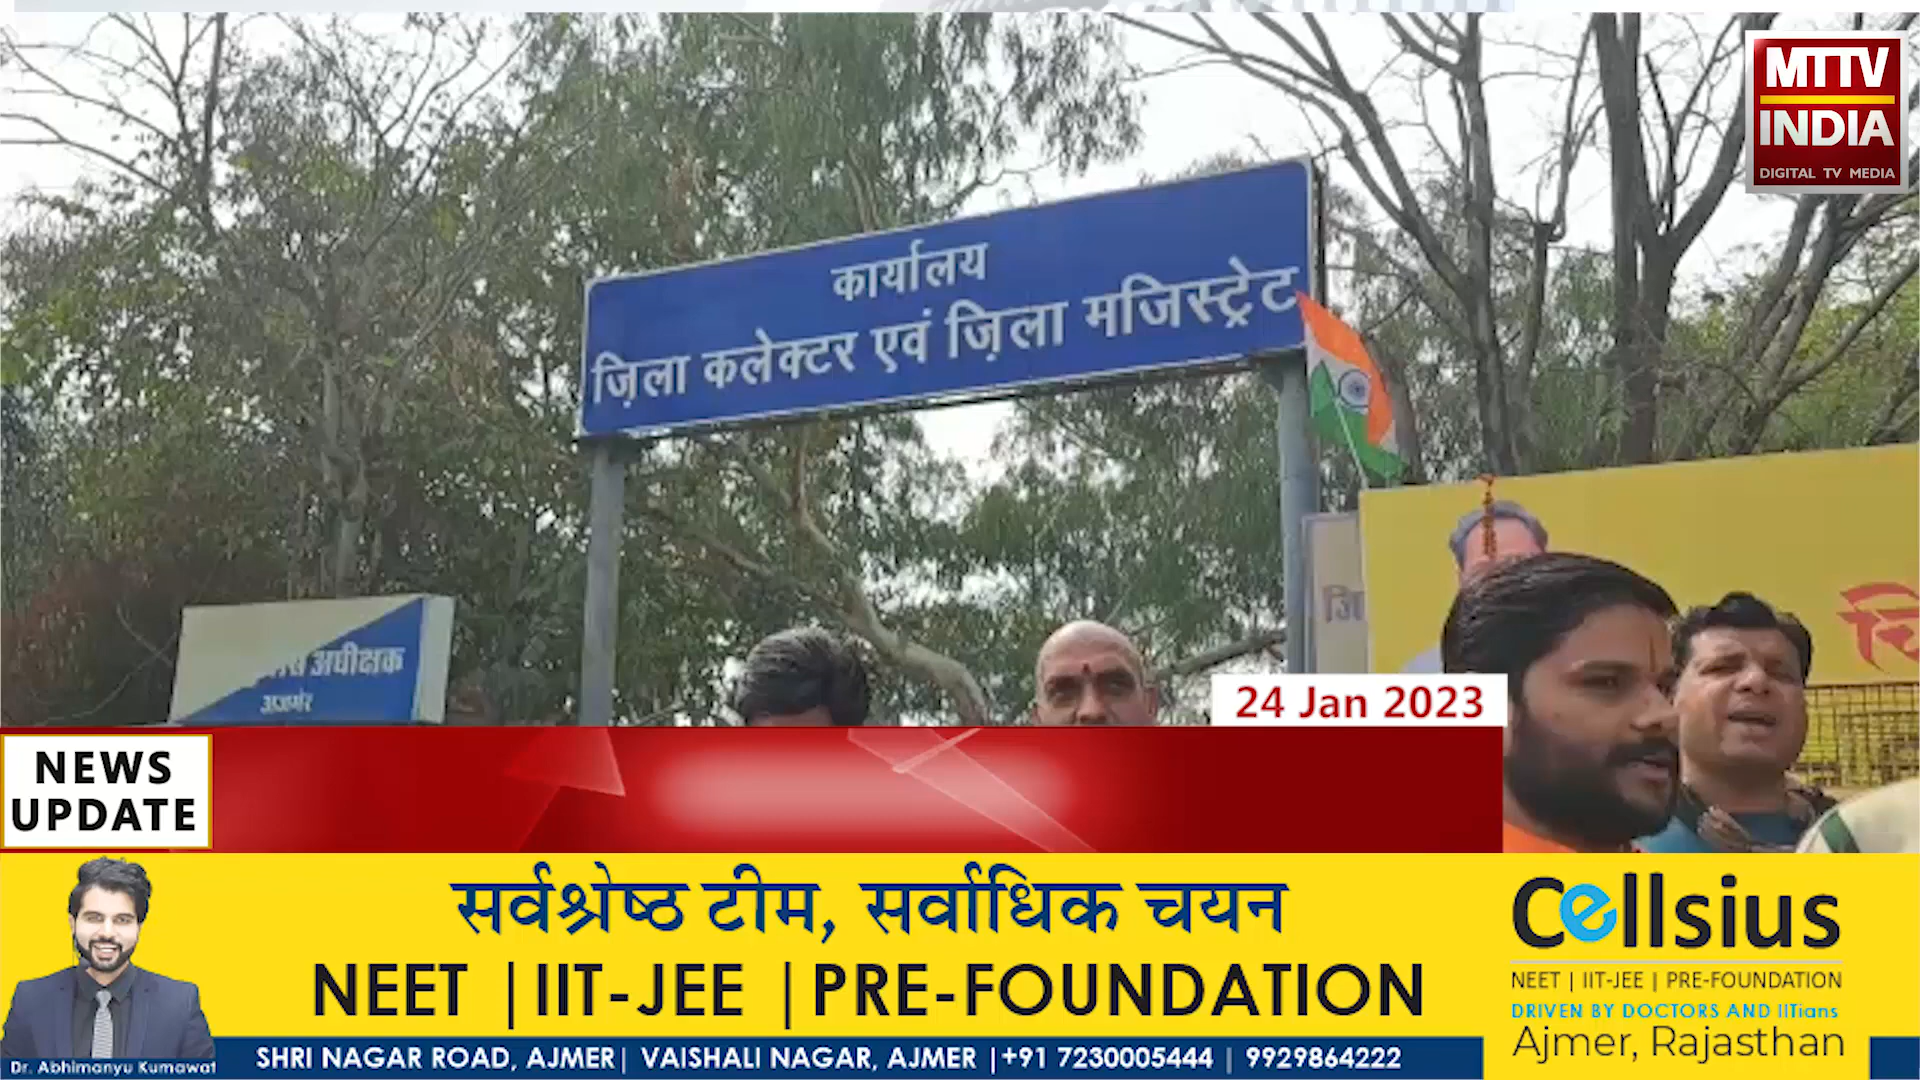 MTTV
INDIA
DIGITAL TV MEDIA
कार्यालय
ज़िला कलेक्टर एवं ज़िला मजिस्ट्रेट
अधीक्षक
अजमेर
24 Jan 2023
NEWS
UPDATE
सर्वश्रेष्ठ टीम, सर्वाधिक चयन
NEET | IIT-JEE | PRE-FOUNDATION
Cellsius
NEET | IIT-JEE | PRE-FOUNDATION
DRIVEN BY DOCTORS AND IITians
Ajmer, Rajasthan
Dr. Abhimanyu Kumawat
SHRI NAGAR ROAD, AJMER| VAISHALI NAGAR, AJMER |+91 7230005444 | 9929864222